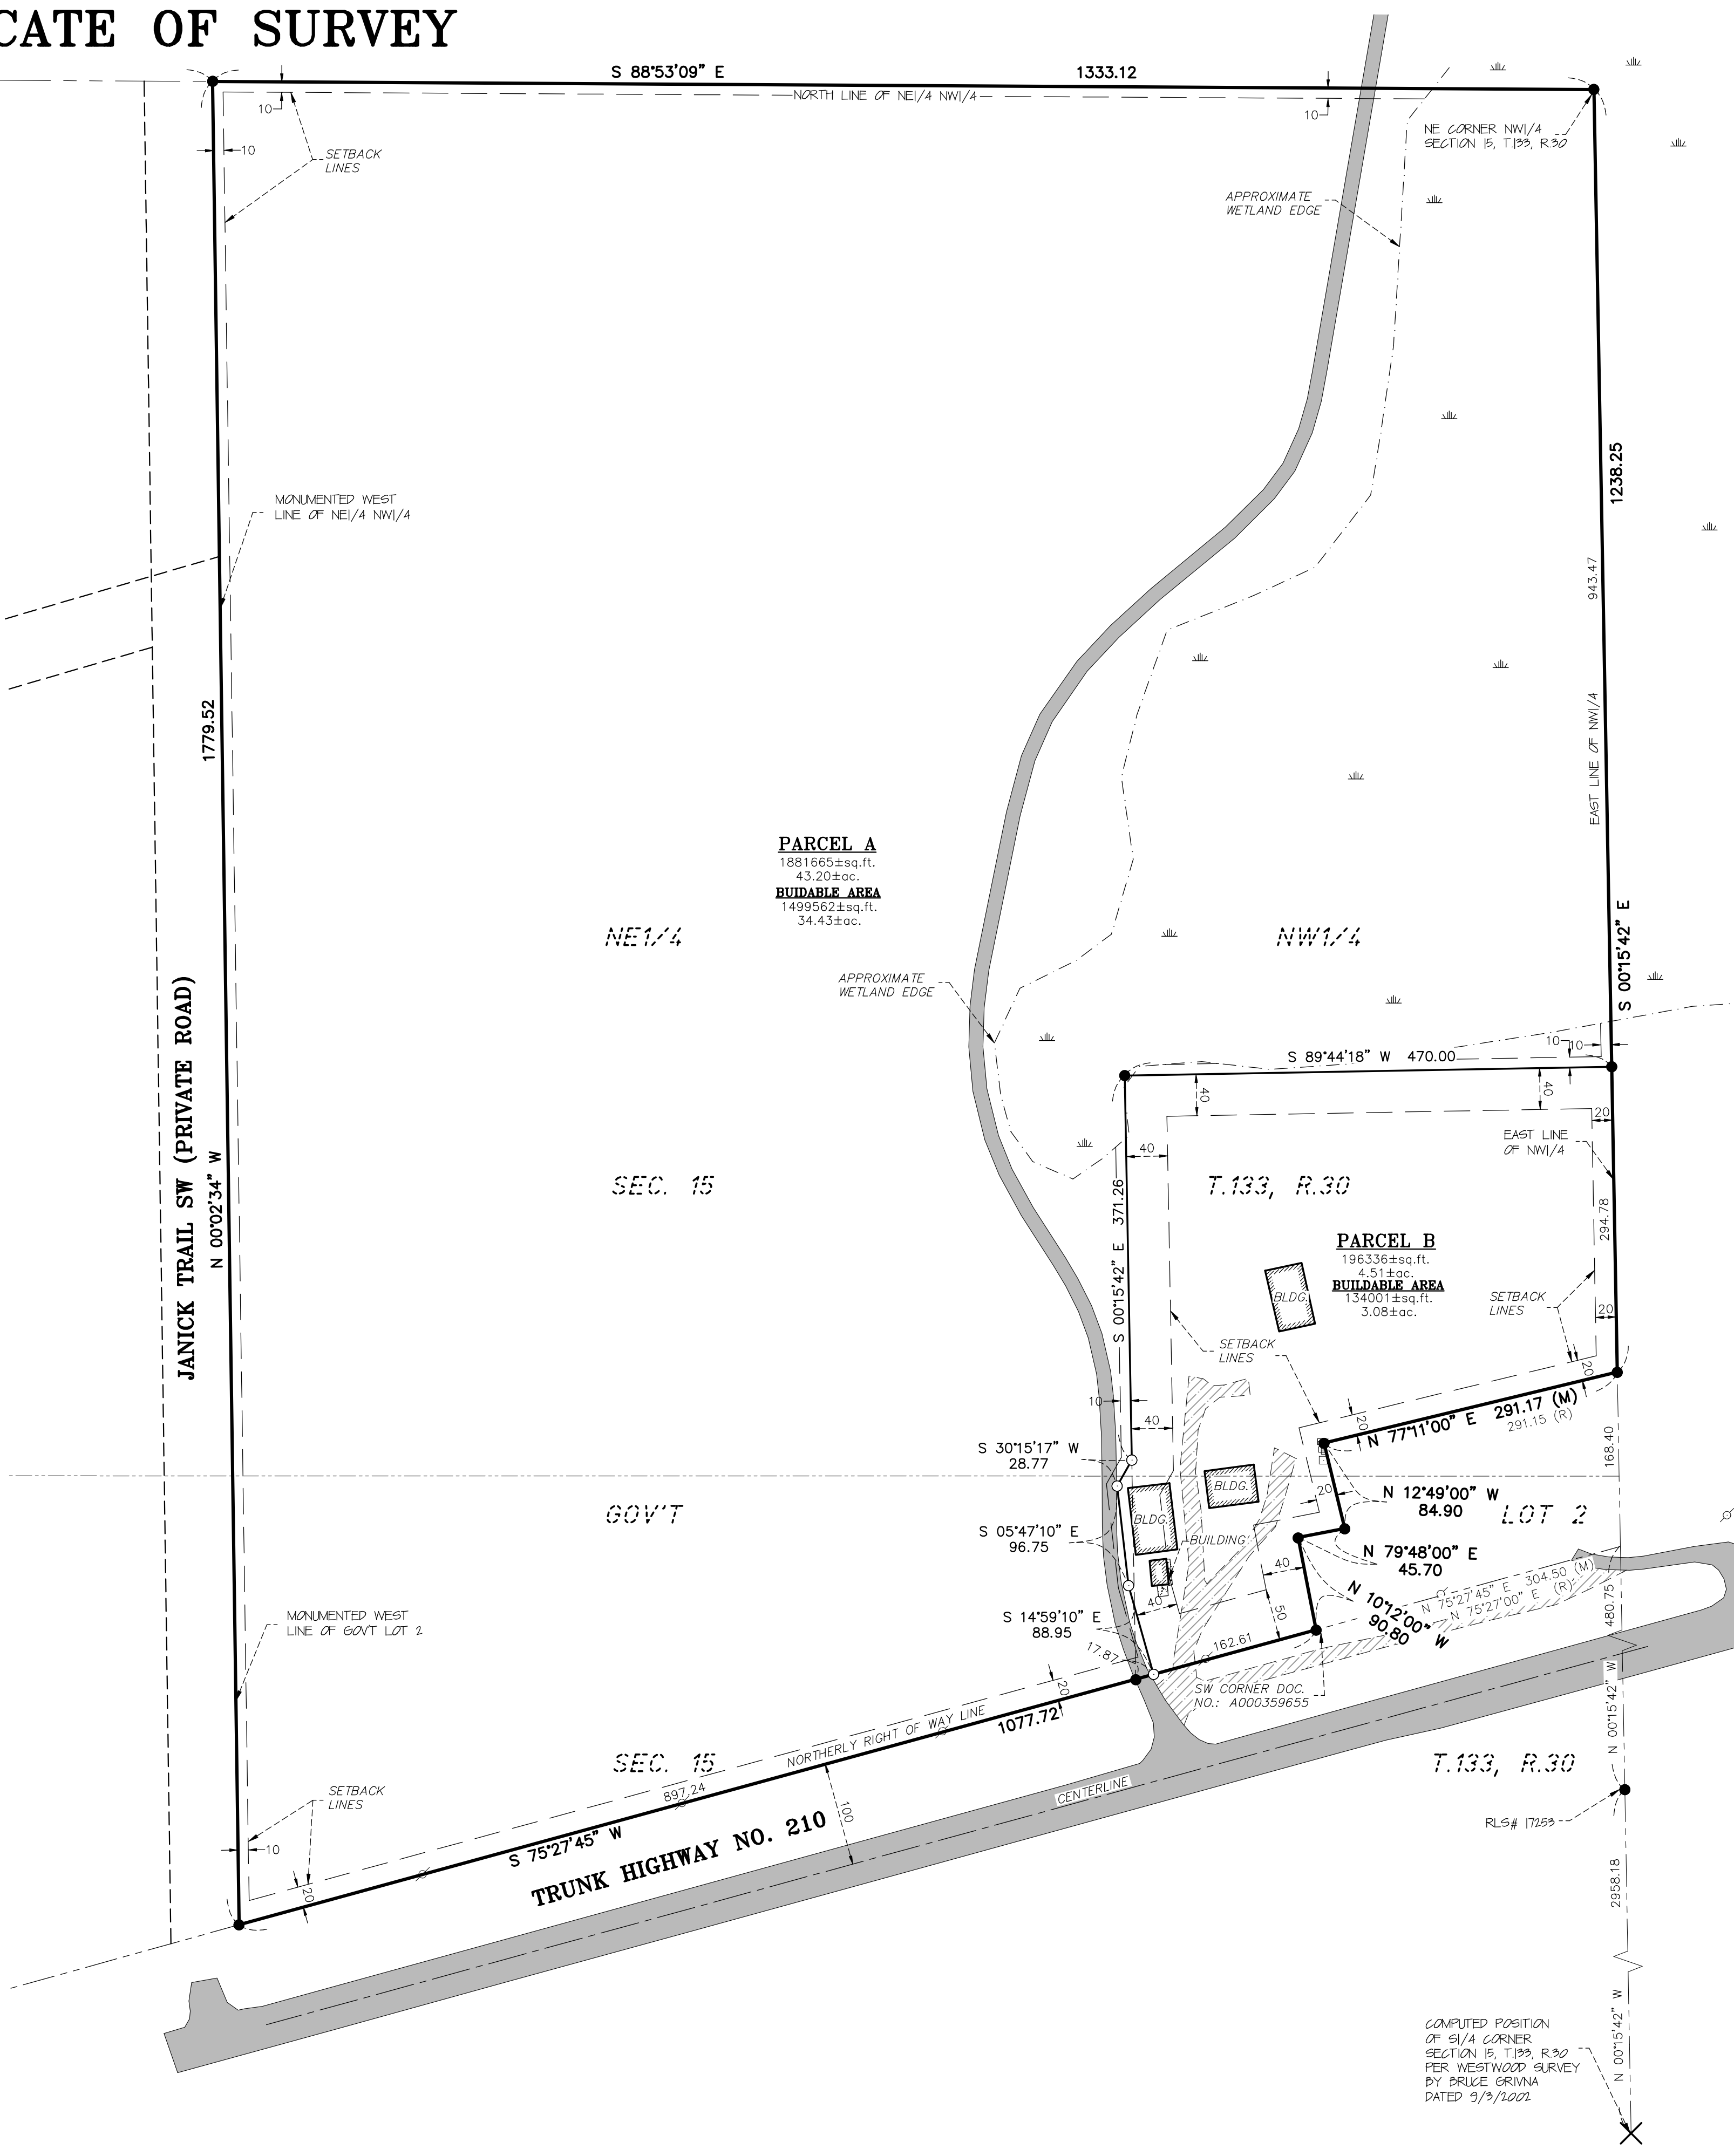 CATE OF SURVEY
S 88°53'09" E 1333.12
NORTH LINE OF NE1/4 NW1/4
10
10
10
SETBACK
LINES
NE CORNER NW1/4
SECTION 15, T.133, R.30
APPROXIMATE
WETLAND EDGE
MONUMENTED WEST
LINE OF NE1/4 NW1/4
1238.25
943.47
EAST LINE OF NW1/4
S 00°15'42" E
1779.52
N 00°02'34" W
JANICK TRAIL SW (PRIVATE ROAD)
PARCEL A
1881665±sq.ft.
43.20±ac.
BUIDABLE AREA
1499562±sq.ft.
34.43±ac.
NE1/4
NW1/4
APPROXIMATE
WETLAND EDGE
S 89°44'18" W 470.00
10
10
40
40
20
EAST LINE
OF NW1/4
40
SEC. 15
T.133, R.30
S 00°15'42" E 371.26
294.78
PARCEL B
196336±sq.ft.
4.51±ac.
BUILDABLE AREA
134001±sq.ft.
3.08±ac.
BLDG.
SETBACK
LINES
20
SETBACK
LINES
20
10
40
20
N 77°11'00" E 291.17 (M)
291.15 (R)
168.40
S 30°15'17" W
28.77
BLDG.
BLDG.
20
N 12°49'00" W
84.90
GOV'T
LOT 2
S 05°47'10" E
96.75
BUILDING
N 79°48'00" E
45.70
40
40
50
N 75°27'45" E 304.50 (M)
N 75°27'00" E (R)
480.75
N 10°12'00" W
90.80
S 14°59'10" E
88.95
17.87
162.61
MONUMENTED WEST
LINE OF GOV'T LOT 2
SW CORNER DOC.
NO.: A000359655
20
NORTHERLY RIGHT OF WAY LINE
1077.72
N 00°15'42" W
SEC. 15
T.133, R.30
SETBACK
LINES
897.24
100
CENTERLINE
RLS# 17253
10
20
S 75°27'45" W
TRUNK HIGHWAY NO. 210
2958.18
N 00°15'42" W
COMPUTED POSITION
OF S1/4 CORNER
SECTION 15, T.133, R.30
PER WESTWOOD SURVEY
BY BRUCE GRIVNA
DATED 9/3/2002